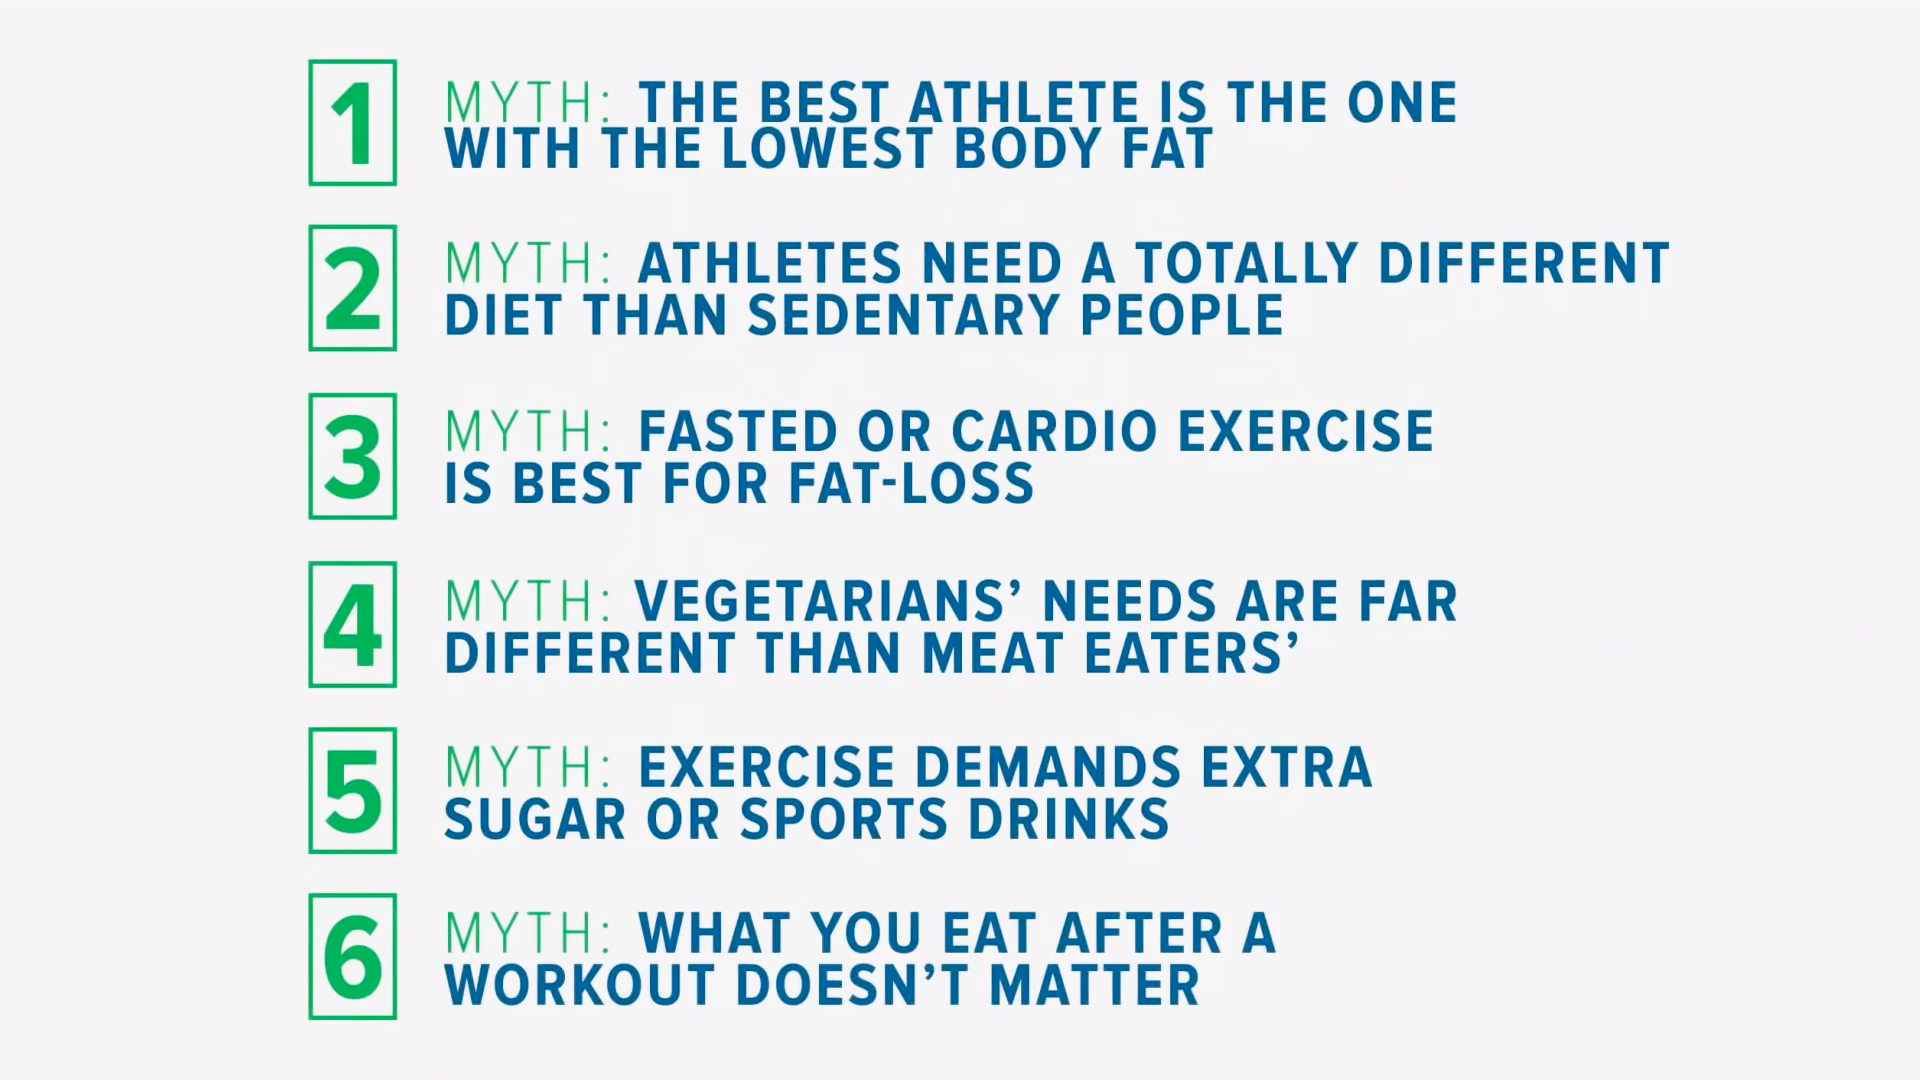 1
MYTH: THE BEST ATHLETE IS THE ONE
WITH THE LOWEST BODY FAT
2
MYTH: ATHLETES NEED A TOTALLY DIFFERENT
DIET THAN SEDENTARY PEOPLE
3
MYTH: FASTED OR CARDIO EXERCISE
IS BEST FOR FAT-LOSS
4
MYTH: VEGETARIANS’ NEEDS ARE FAR
DIFFERENT THAN MEAT EATERS’
5
MYTH: EXERCISE DEMANDS EXTRA
SUGAR OR SPORTS DRINKS
6
MYTH: WHAT YOU EAT AFTER A
WORKOUT DOESN’T MATTER